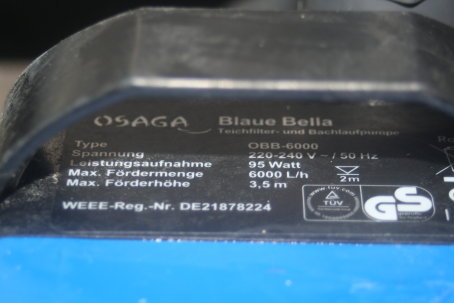 OSAGA Blaue Bella
Teichfilter- und Bachlaufpumpe
Type OBB-6000
Spannung 220-240 V ~ / 50 Hz
Leistungsaufnahme 95 Watt
Max. Fördermenge 6000 L/h
Max. Förderhöhe 3,5 m
2m
WEEE-Reg.-Nr. DE21878224
TÜV
GS